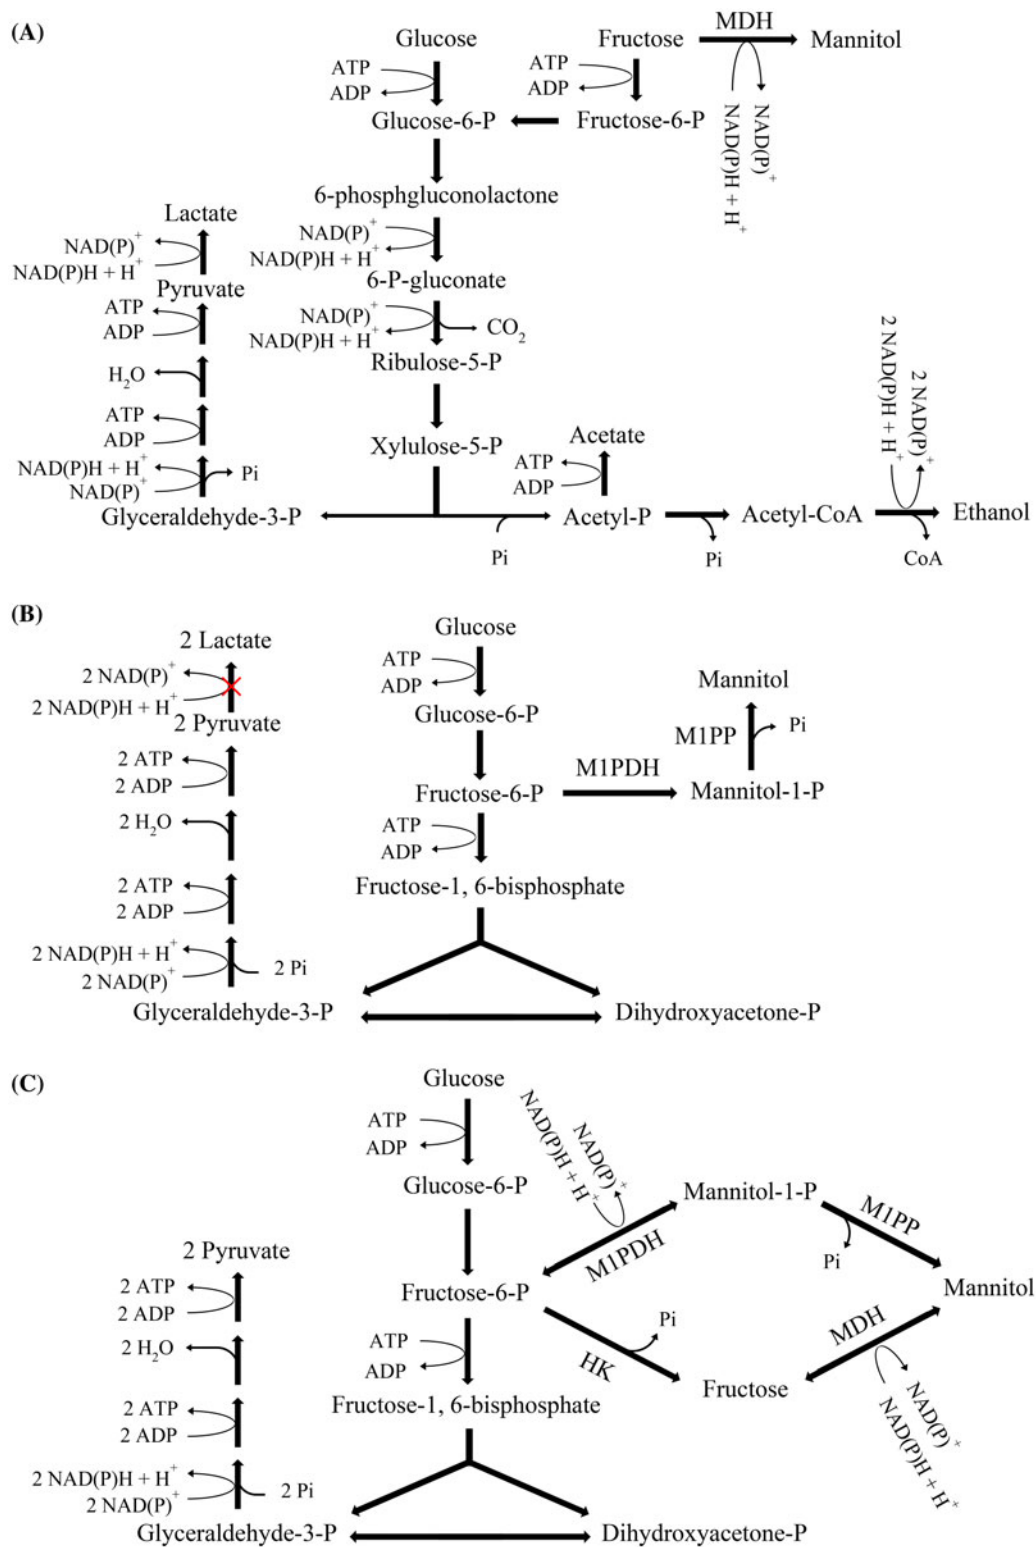 (A)
Glucose
Fructose
MDH
Mannitol
ATP
ADP
ATP
ADP
NAD(P)H + H+
NAD(P)+
Glucose-6-P
Fructose-6-P
6-phosphgluconolactone
NAD(P)+
NAD(P)H + H+
6-P-gluconate
NAD(P)+
NAD(P)H + H+
CO2
Ribulose-5-P
Xylulose-5-P
Lactate
NAD(P)+
NAD(P)H + H+
Pyruvate
ATP
ADP
H2O
ATP
ADP
NAD(P)H + H+
NAD(P)+
Pi
Glyceraldehyde-3-P
Pi
Acetate
ATP
ADP
Acetyl-P
Pi
Acetyl-CoA
2 NAD(P)H + H+
2 NAD(P)+
CoA
Ethanol
(B)
Glucose
ATP
ADP
Glucose-6-P
Fructose-6-P
M1PDH
Mannitol-1-P
M1PP
Pi
Mannitol
ATP
ADP
Fructose-1, 6-bisphosphate
2 Lactate
2 NAD(P)+
2 NAD(P)H + H+
2 Pyruvate
2 ATP
2 ADP
2 H2O
2 ATP
2 ADP
2 NAD(P)H + H+
2 NAD(P)+
2 Pi
Glyceraldehyde-3-P
Dihydroxyacetone-P
(C)
Glucose
ATP
ADP
Glucose-6-P
NAD(P)H + H+
NAD(P)+
M1PDH
Mannitol-1-P
M1PP
Pi
Mannitol
Fructose-6-P
HK
Pi
Fructose
MDH
NAD(P)+
NAD(P)H + H+
ATP
ADP
Fructose-1, 6-bisphosphate
2 Pyruvate
2 ATP
2 ADP
2 H2O
2 ATP
2 ADP
2 NAD(P)H + H+
2 NAD(P)+
2 Pi
Glyceraldehyde-3-P
Dihydroxyacetone-P